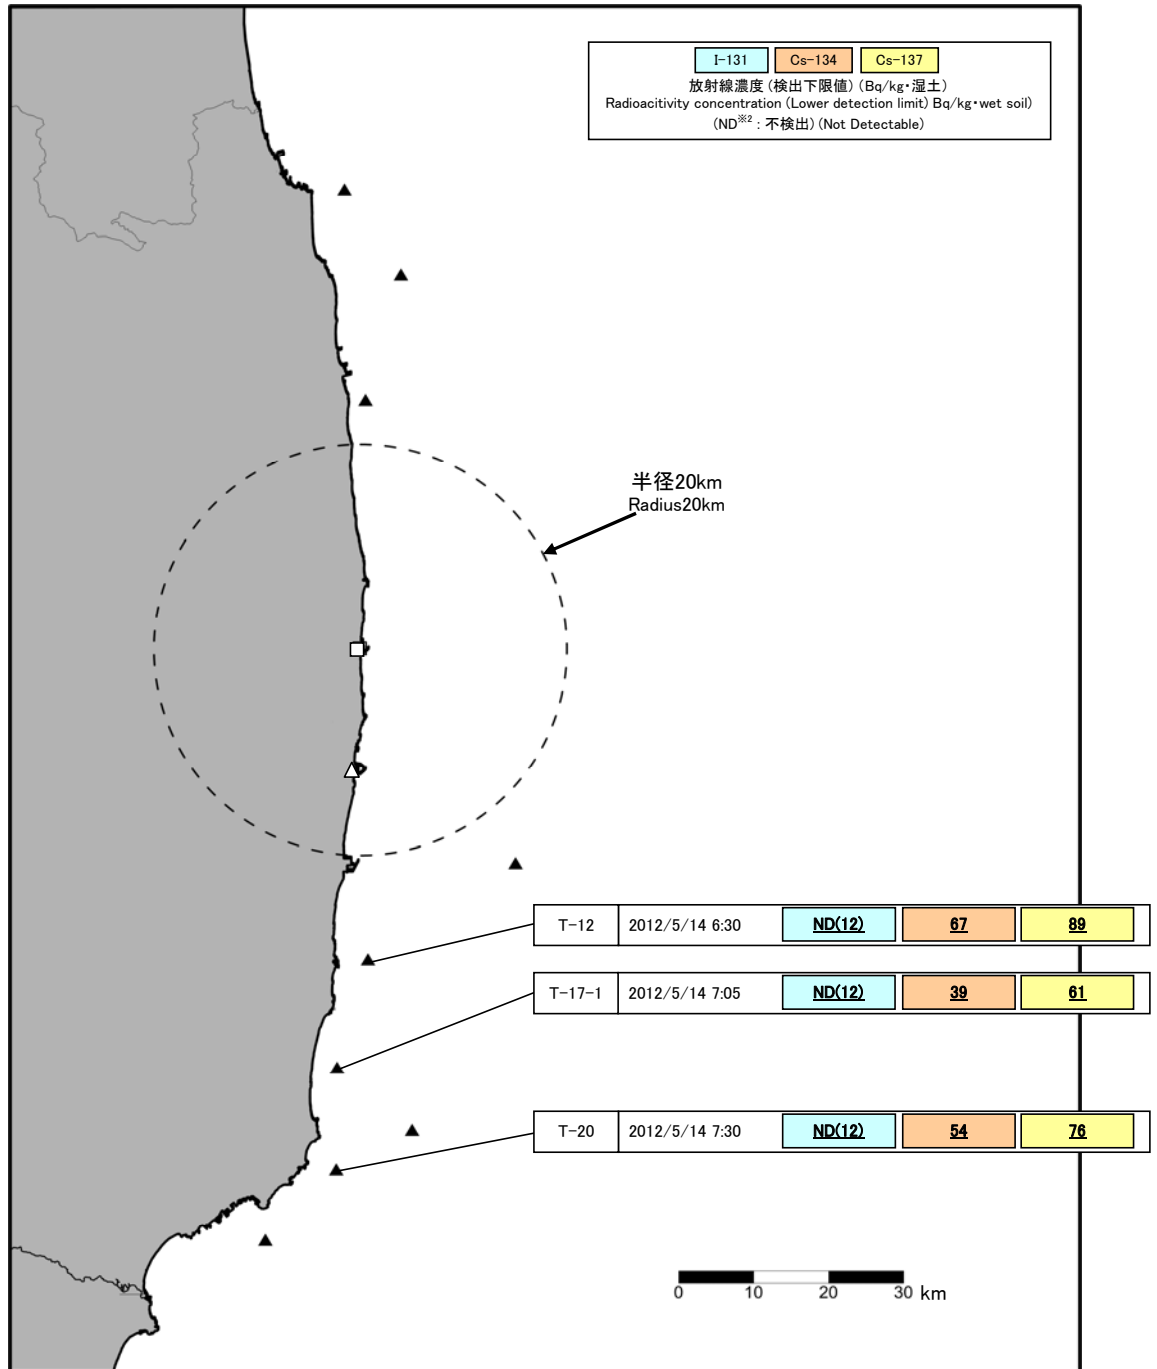 I-131 Cs-134 Cs-137
放射線濃度 (検出下限値) (Bq/kg・湿土)
Radioacitivity concentration (Lower detection limit) Bq/kg・wet soil)
(ND※2 : 不検出) (Not Detectable)
半径20km
Radius20km
T-12 2012/5/14 6:30 ND(12) 67 89
T-17-1 2012/5/14 7:05 ND(12) 39 61
T-20 2012/5/14 7:30 ND(12) 54 76
0 10 20 30 km